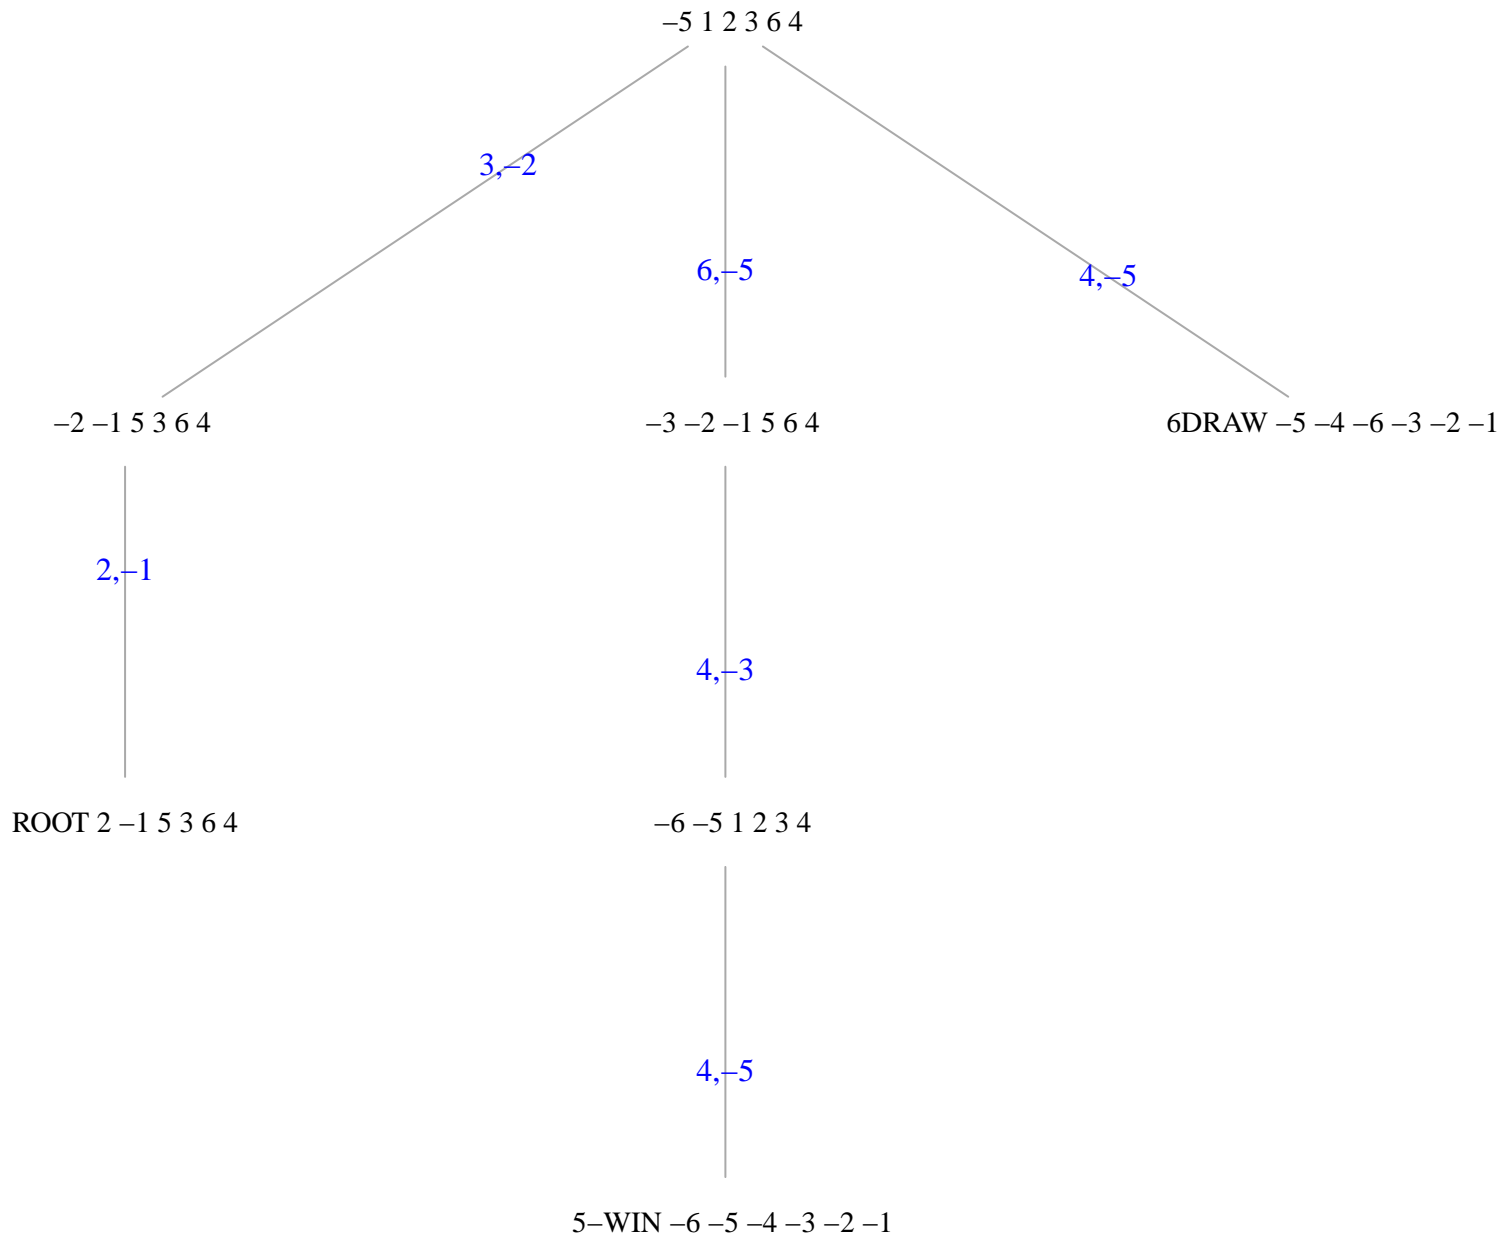 –5 1 2 3 6 4
3,–2
6,–5
4,–5
–2 –1 5 3 6 4
–3 –2 –1 5 6 4
6DRAW –5 –4 –6 –3 –2 –1
2,–1
4,–3
ROOT 2 –1 5 3 6 4
–6 –5 1 2 3 4
4,–5
5–WIN –6 –5 –4 –3 –2 –1